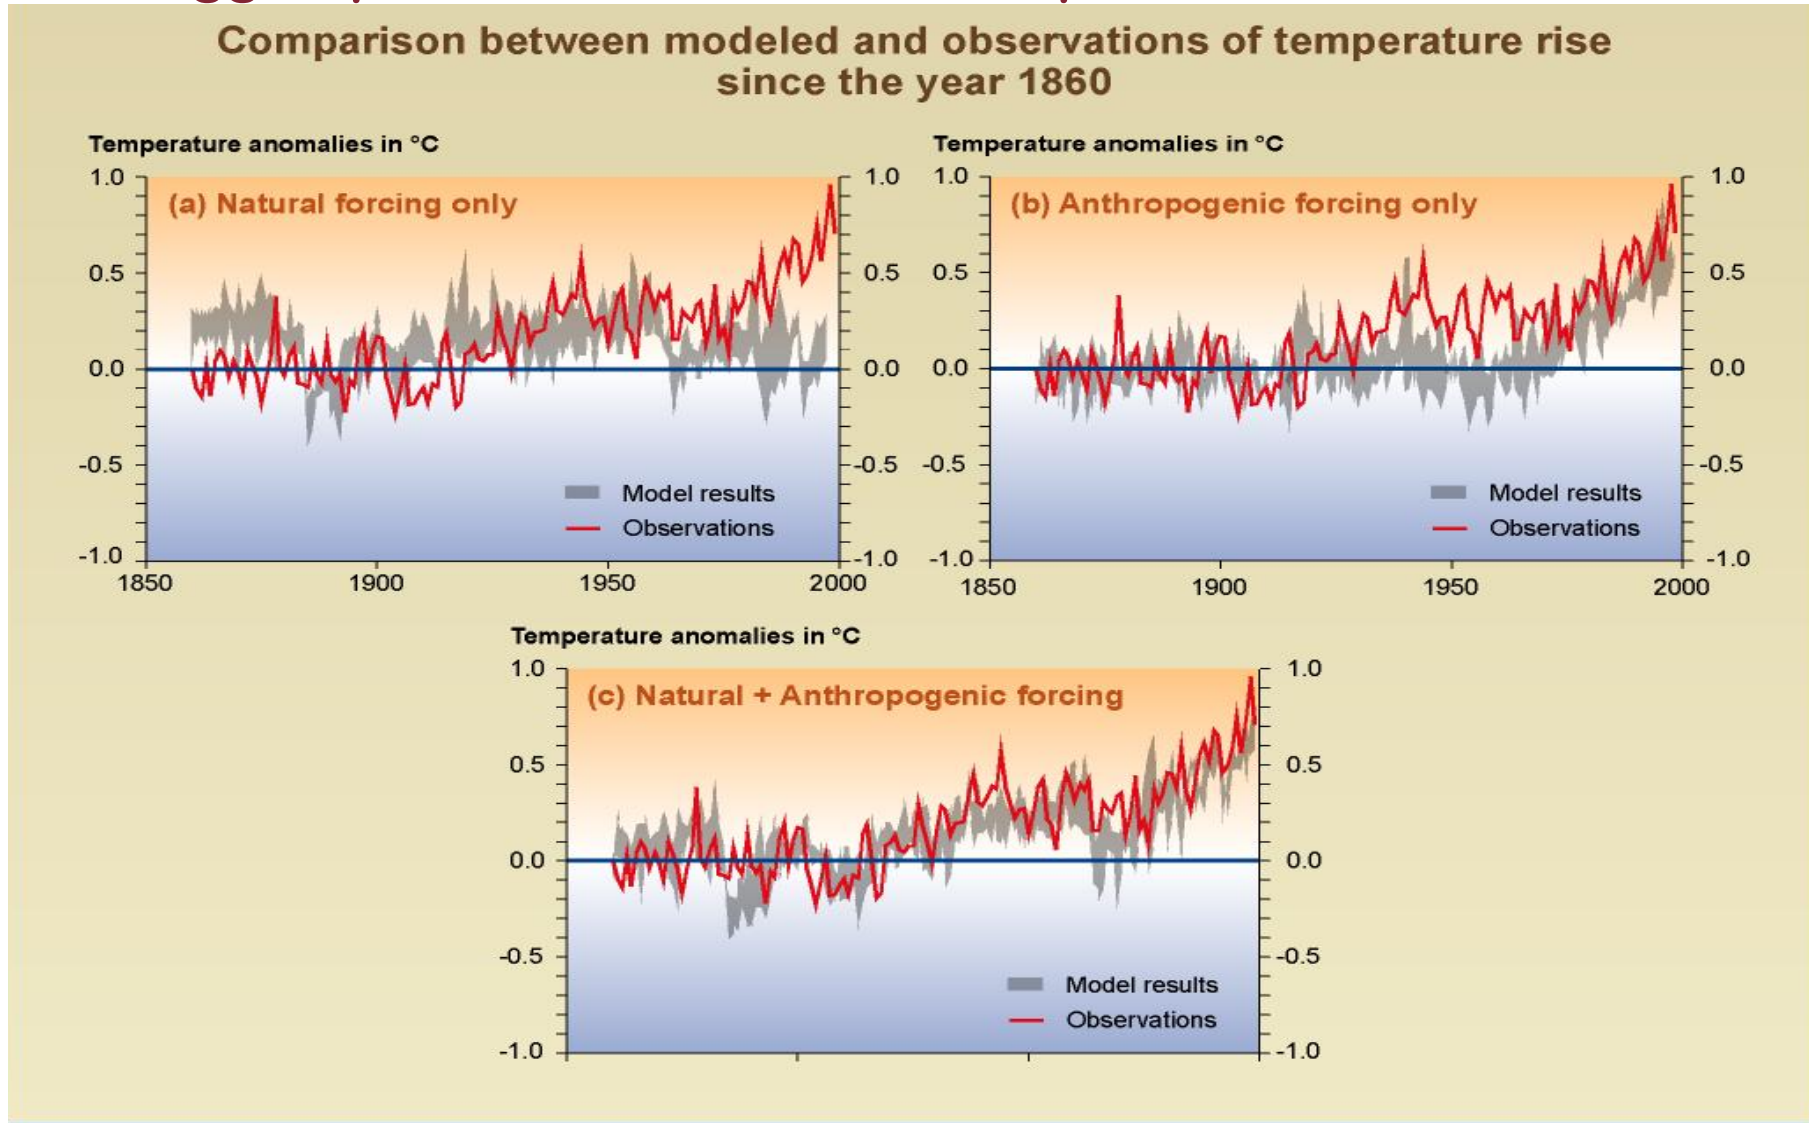 Comparison between modeled and observations of temperature rise
since the year 1860
Temperature anomalies in °C
1.0
0.5
0.0
-0.5
-1.0
(a) Natural forcing only
Model results
Observations
1.0
0.5
0.0
-0.5
-1.0
1850
1900
1950
2000
Temperature anomalies in °C
1.0
0.5
0.0
-0.5
-1.0
(b) Anthropogenic forcing only
Model results
Observations
1.0
0.5
0.0
-0.5
-1.0
1850
1900
1950
2000
Temperature anomalies in °C
1.0
0.5
0.0
-0.5
-1.0
(c) Natural + Anthropogenic forcing
Model results
Observations
1.0
0.5
0.0
-0.5
-1.0